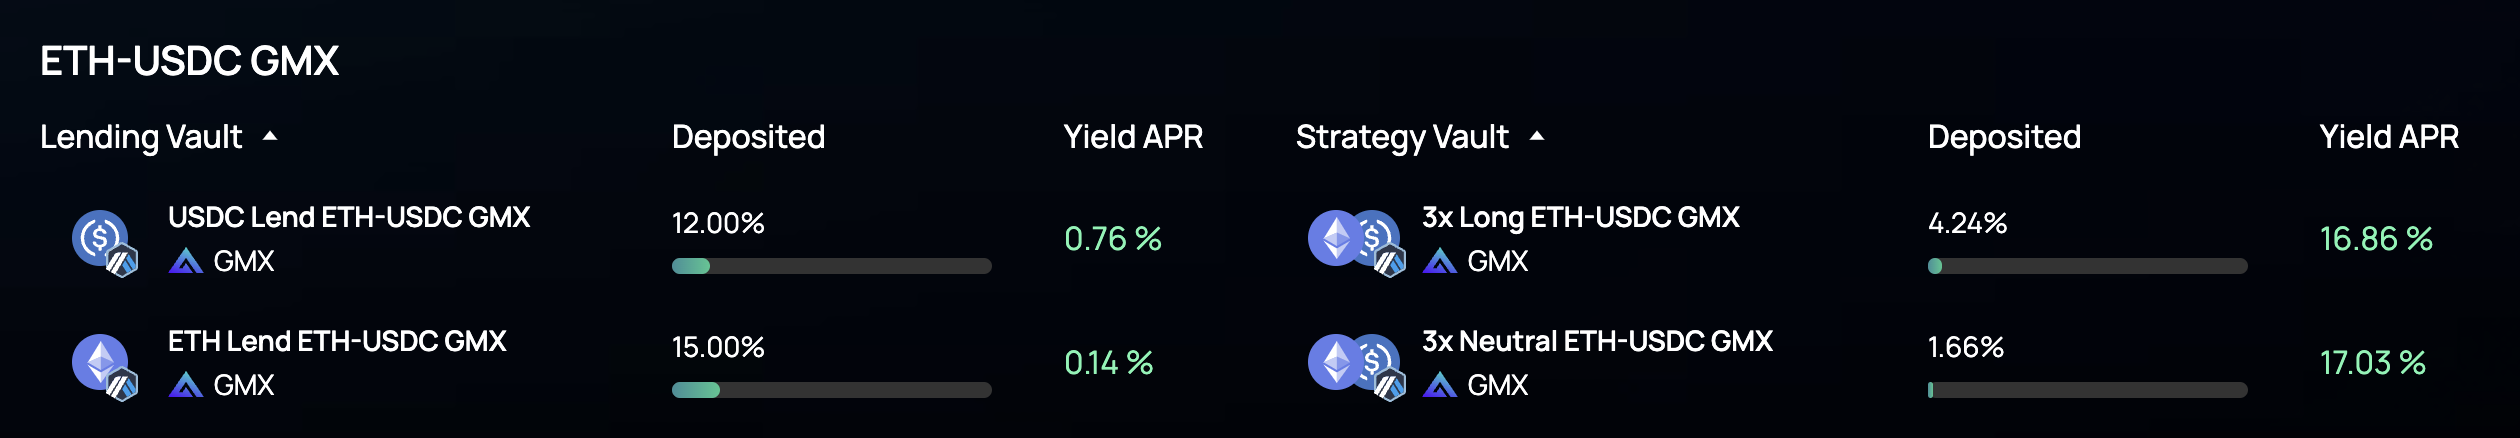 ETH-USDC GMX
Lending Vault Deposited Yield APR Strategy Vault Deposited Yield APR
USDC Lend ETH-USDC GMX 12.00% 0.76 % 3x Long ETH-USDC GMX 4.24% 16.86 %
GMX GMX
ETH Lend ETH-USDC GMX 15.00% 0.14 % 3x Neutral ETH-USDC GMX 1.66% 17.03 %
GMX GMX